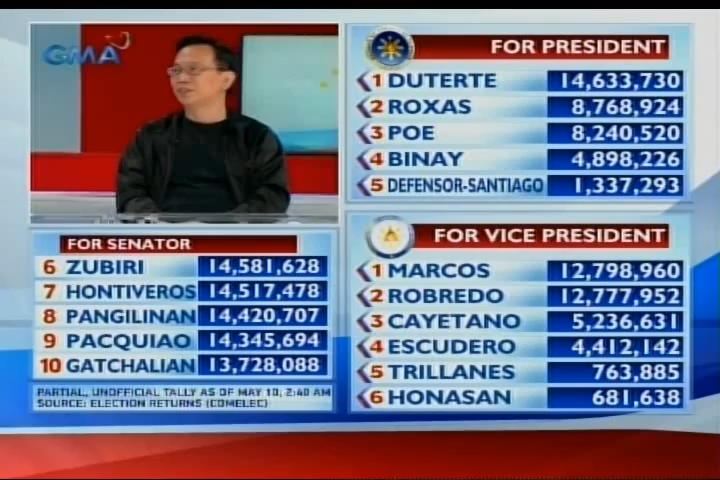 GMA
FOR PRESIDENT
1 DUTERTE 14,633,730
2 ROXAS 8,768,924
3 POE 8,240,520
4 BINAY 4,898,226
5 DEFENSOR-SANTIAGO 1,337,293
FOR SENATOR
6 ZUBIRI 14,581,628
7 HONTIVEROS 14,517,478
8 PANGILINAN 14,420,707
9 PACQUIAO 14,345,694
10 GATCHALIAN 13,728,088
PARTIAL, UNOFFICIAL TALLY AS OF MAY 10, 2:40 AM
SOURCE: ELECTION RETURNS (COMELEC)
FOR VICE PRESIDENT
1 MARCOS 12,798,960
2 ROBREDO 12,777,952
3 CAYETANO 5,236,631
4 ESCUDERO 4,412,142
5 TRILLANES 763,885
6 HONASAN 681,638